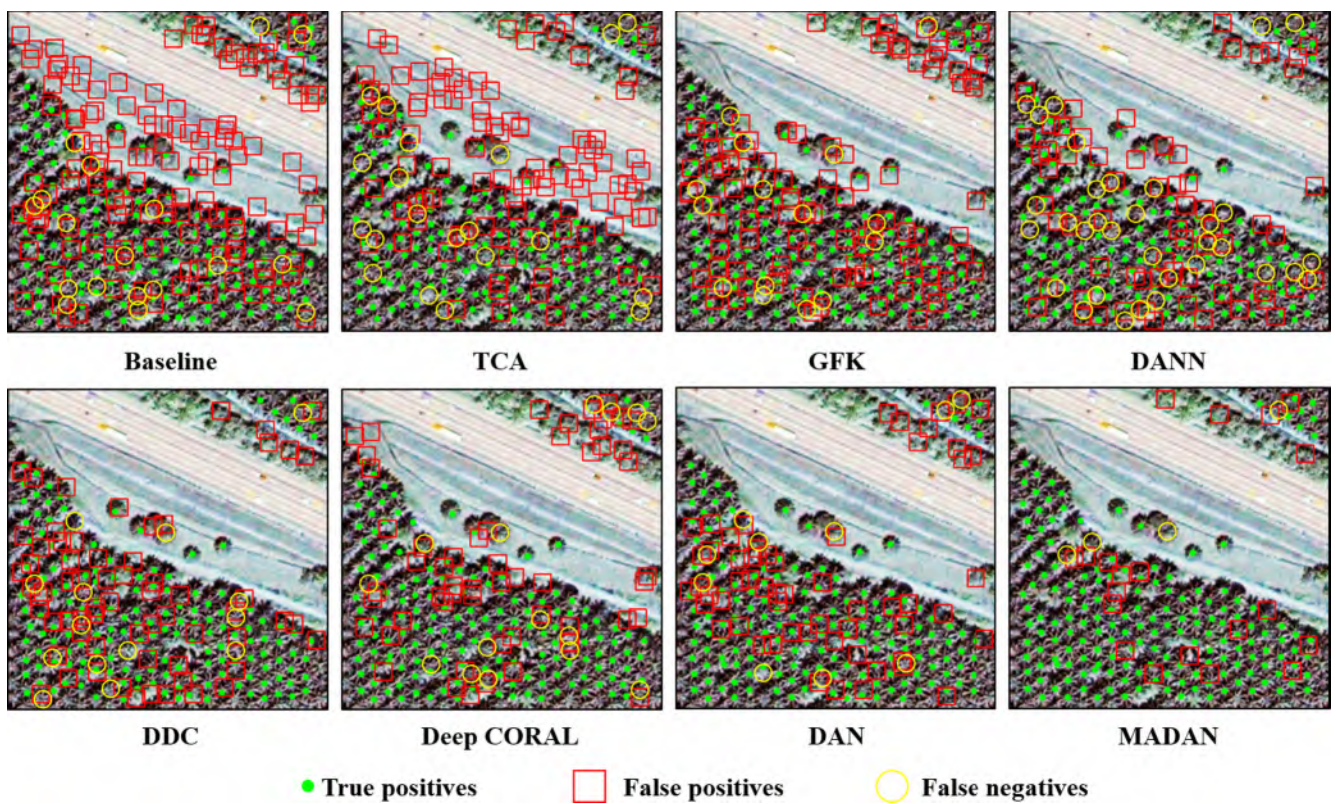 Baseline TCA GFK DANN
DDC Deep CORAL DAN MADAN
True positives False positives False negatives